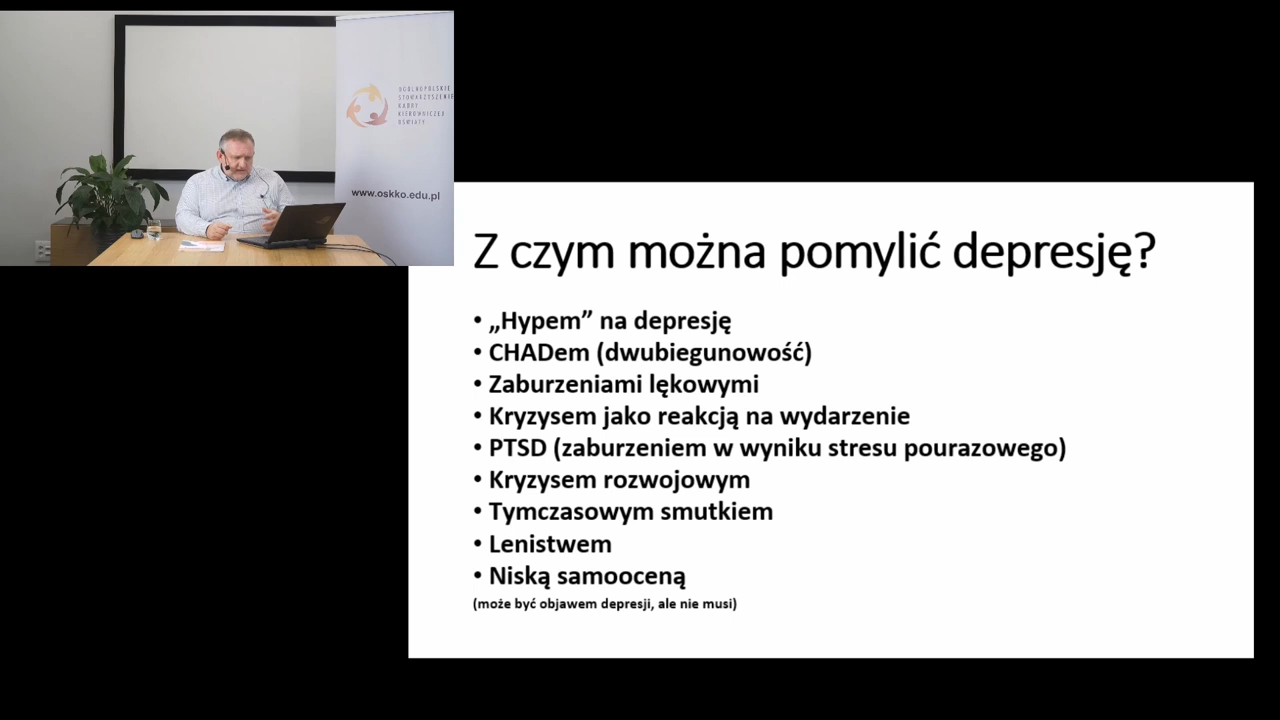 OGÓLNOPOLSKIE
STOWARZYSZENIE
KADRY
KIEROWNICZEJ
OŚWIATY
www.oskko.edu.pl
Z czym można pomylić depresję?
• „Hypem” na depresję
• CHADem (dwubiegunowość)
• Zaburzeniami lękowymi
• Kryzysem jako reakcją na wydarzenie
• PTSD (zaburzeniem w wyniku stresu pourazowego)
• Kryzysem rozwojowym
• Tymczasowym smutkiem
• Lenistwem
• Niską samooceną
(może być objawem depresji, ale nie musi)